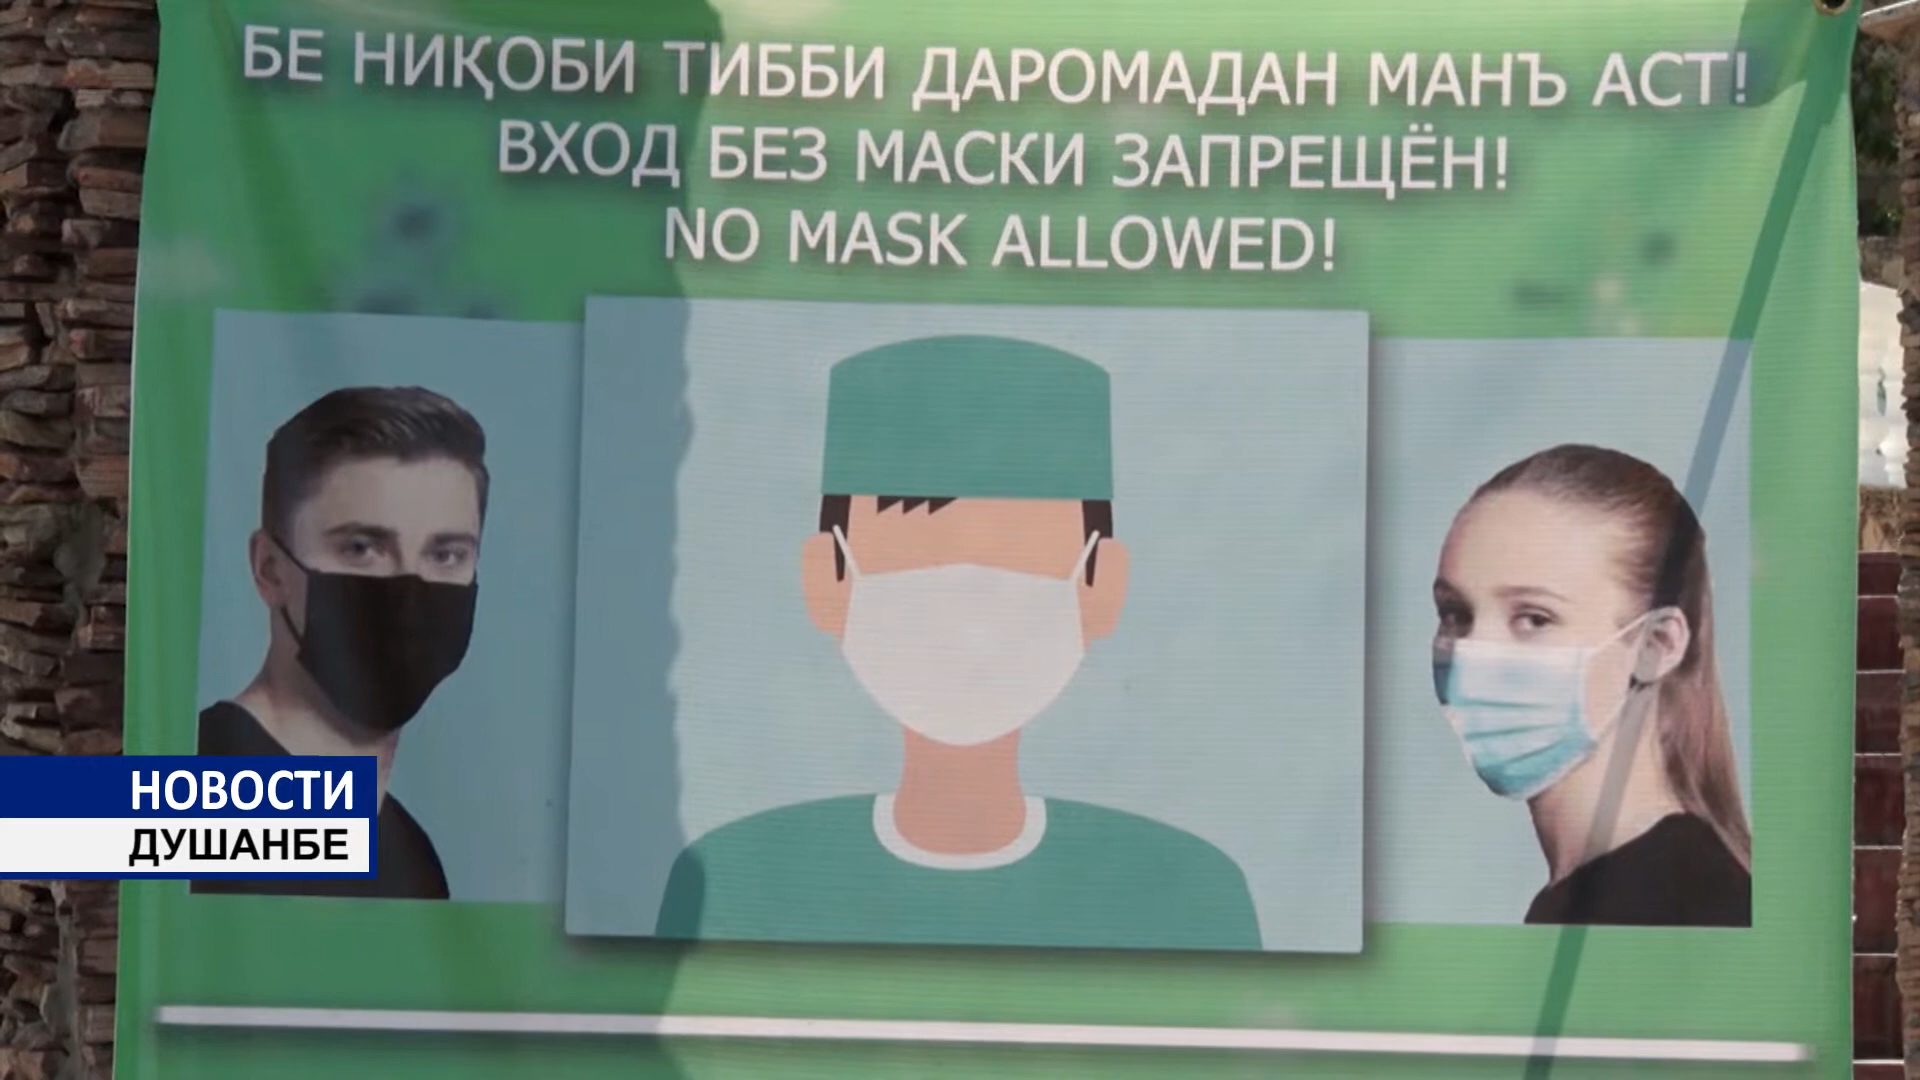 БЕ НИҚОБИ ТИББИ ДАРОМАДАН МАНЪ АСТ!
ВХОД БЕЗ МАСКИ ЗАПРЕЩЁН!
NO MASK ALLOWED!
НОВОСТИ
ДУШАНБЕ